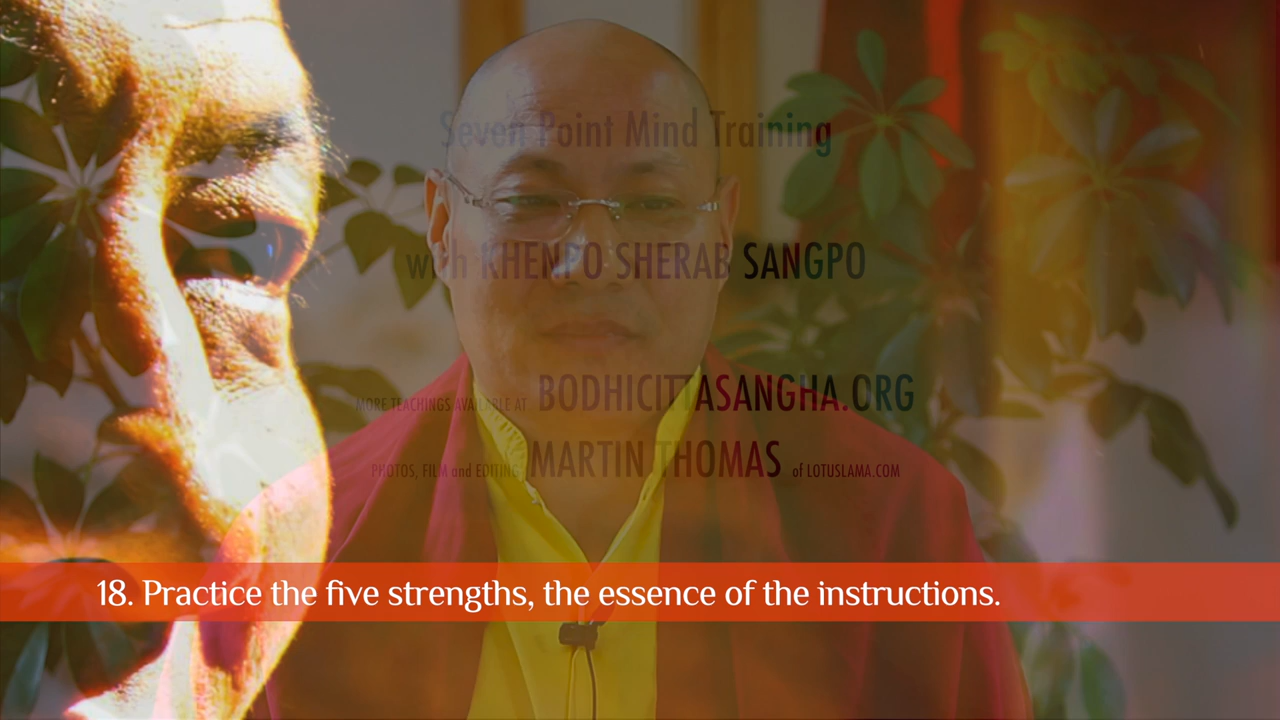 Seven Point Mind Training
with KHENPO SHERAB SANGPO
MORE TEACHINGS AVAILABLE AT BODHICITTASANGHA.ORG
PHOTOS, FILM and EDITING MARTIN THOMAS of LOTUSLAMA.COM
18. Practice the five strengths, the essence of the instructions.